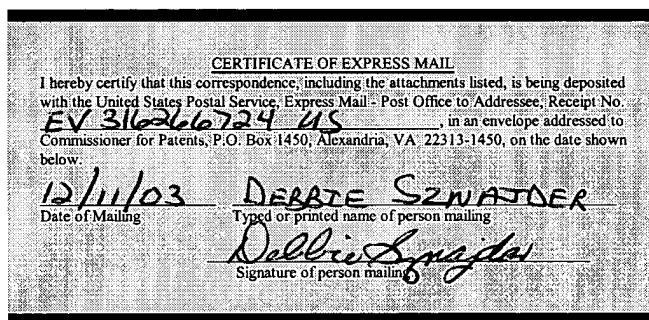 CERTIFICATE OF EXPRESS MAIL
I hereby certify that this correspondence, including the attachments listed, is being deposited
with the United States Postal Service, Express Mail - Post Office to Addressee, Receipt No.
EV 316266724 US, in an envelope addressed to
Commissioner for Patents, P.O. Box 1450, Alexandria, VA 22313-1450, on the date shown
below.
12/11/03 DEBBIE SZNAJDER
Date of Mailing Typed or printed name of person mailing
Debbie Sznajder
Signature of person mailing